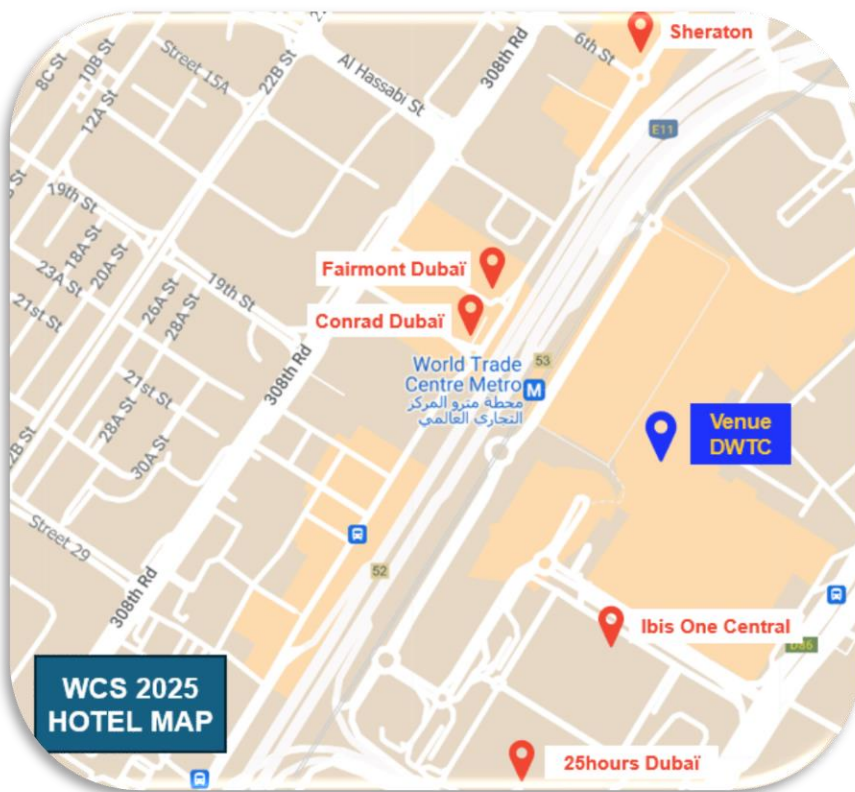 Sheraton
6th St
308th Rd
22B St
8C St
10B St
12A St
Street 15A
Al Hassabi St
E11
19th St
18A St
20A St
23A St
21st St
26A St
28A St
19th St
Fairmont Dubaï
Conrad Dubaï
World Trade
Centre Metro
محطة مترو المركز
التجاري العالمي
M
53
308th Rd
21st St
28A St
30A St
Venue
DWTC
Street 29
52
308th Rd
Ibis One Central
WCS 2025
HOTEL MAP
25hours Dubaï